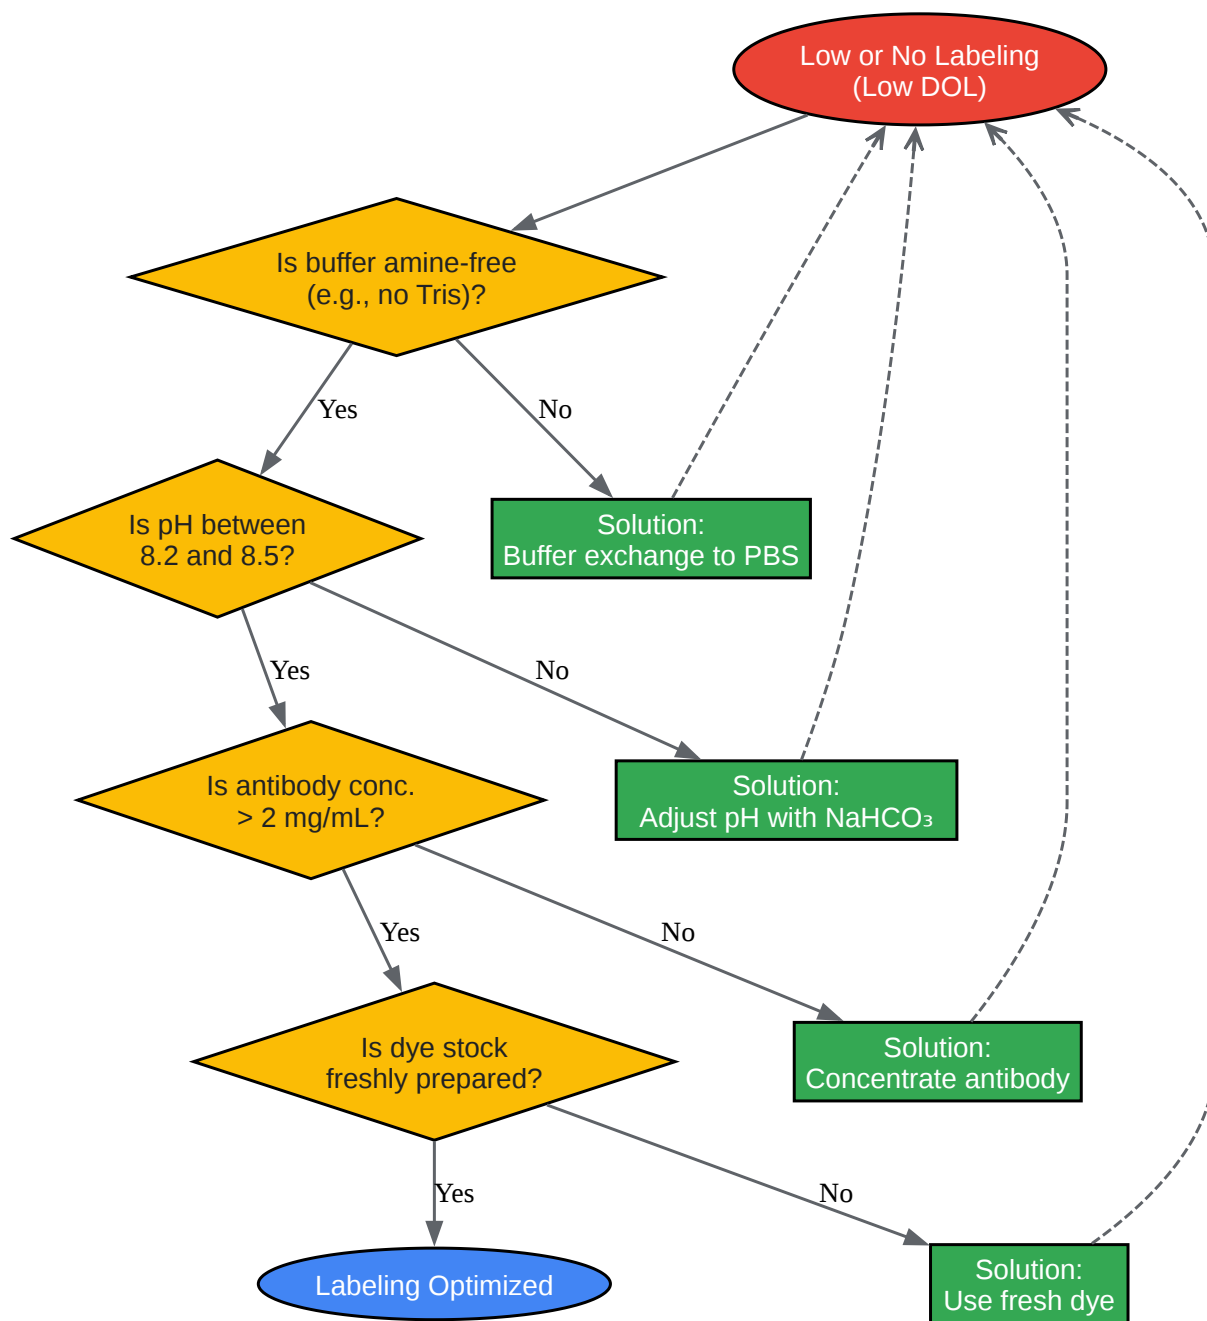 Low or No Labeling
(Low DOL)
Is buffer amine-free
(e.g., no Tris)?
Yes
No
Is pH between
8.2 and 8.5?
Solution:
Buffer exchange to PBS
Yes
No
Is antibody conc.
> 2 mg/mL?
Solution:
Adjust pH with NaHCO₃
Yes
No
Is dye stock
freshly prepared?
Solution:
Concentrate antibody
Yes
No
Labeling Optimized
Solution:
Use fresh dye